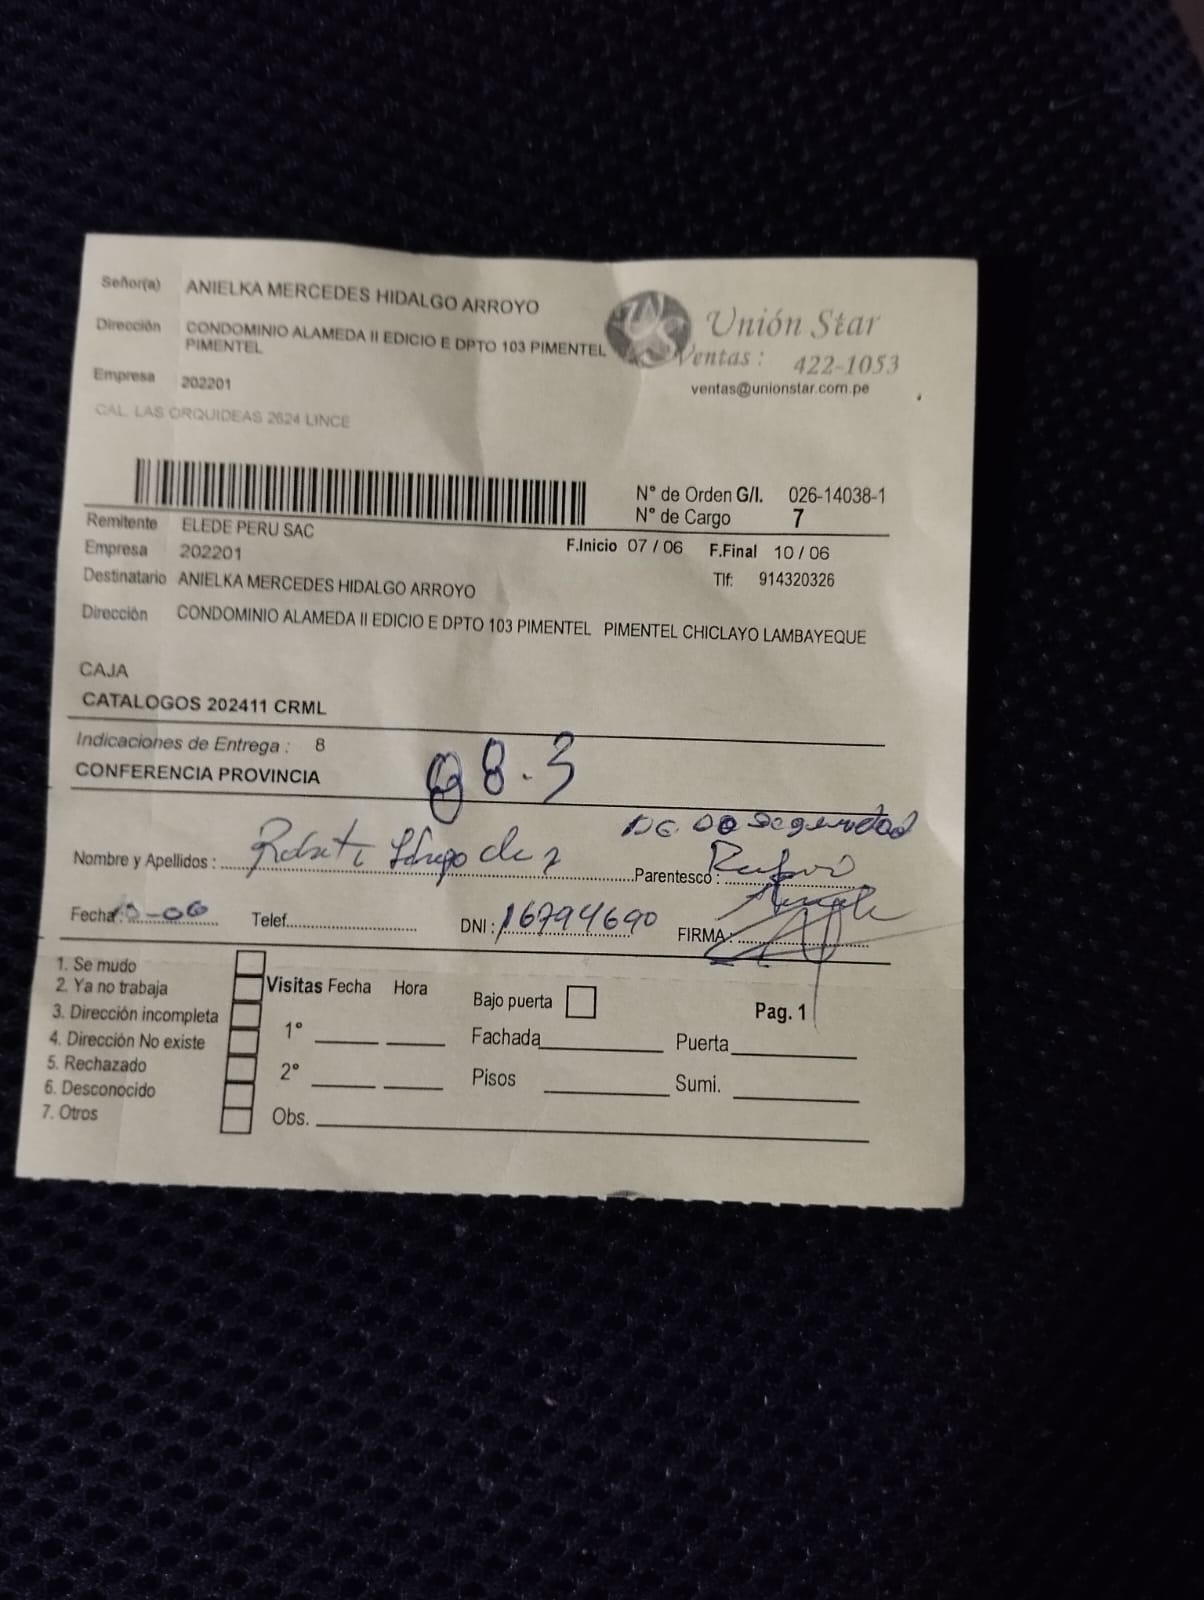 Señor(a) ANIELKA MERCEDES HIDALGO ARROYO
Dirección CONDOMINIO ALAMEDA II EDICIO E DPTO 103 PIMENTEL
PIMENTEL
Empresa 202201
CAL. LAS ORQUIDEAS 2624 LINCE
Unión Star
Ventas : 422-1053
ventas@unionstar.com.pe
N° de Orden G/I. 026-14038-1
N° de Cargo 7
Remitente ELEDE PERU SAC
Empresa 202201
F.Inicio 07 / 06 F.Final 10 / 06
Destinatario ANIELKA MERCEDES HIDALGO ARROYO
Tlf: 914320326
Dirección CONDOMINIO ALAMEDA II EDICIO E DPTO 103 PIMENTEL PIMENTEL CHICLAYO LAMBAYEQUE
CAJA
CATALOGOS 202411 CRML
Indicaciones de Entrega : 8
CONFERENCIA PROVINCIA
8.3
seguridad
Nombre y Apellidos :
Parentesco :
Fecha : 10-06 Telef. DNI : 16794690 FIRMA :
1. Se mudo
2. Ya no trabaja
3. Dirección incompleta
4. Dirección No existe
5. Rechazado
6. Desconocido
7. Otros
Visitas Fecha Hora
1°
2°
Obs.
Bajo puerta
Pag. 1
Fachada Puerta
Pisos Sumi.